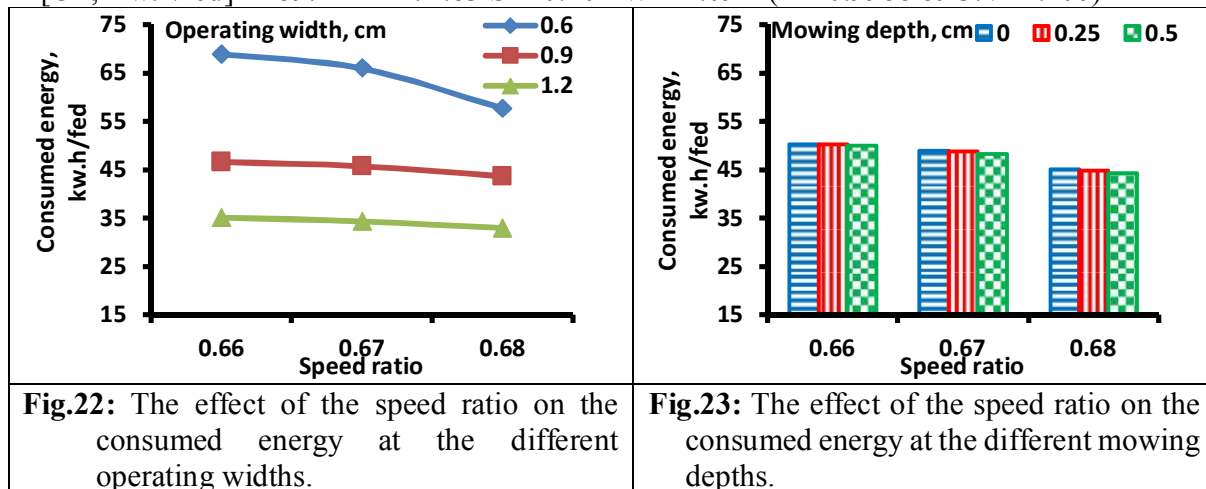 Operating width, cm
0.6
0.9
1.2
Consumed energy,
kw.h/fed
75
65
55
45
35
25
15
0.66 0.67 0.68
Speed ratio
Mowing depth, cm 0 0.25 0.5
Consumed energy,
kw.h/fed
75
65
55
45
35
25
15
0.66 0.67 0.68
Speed ratio
Fig.22: The effect of the speed ratio on the
consumed energy at the different
operating widths.
Fig.23: The effect of the speed ratio on the
consumed energy at the different mowing
depths.